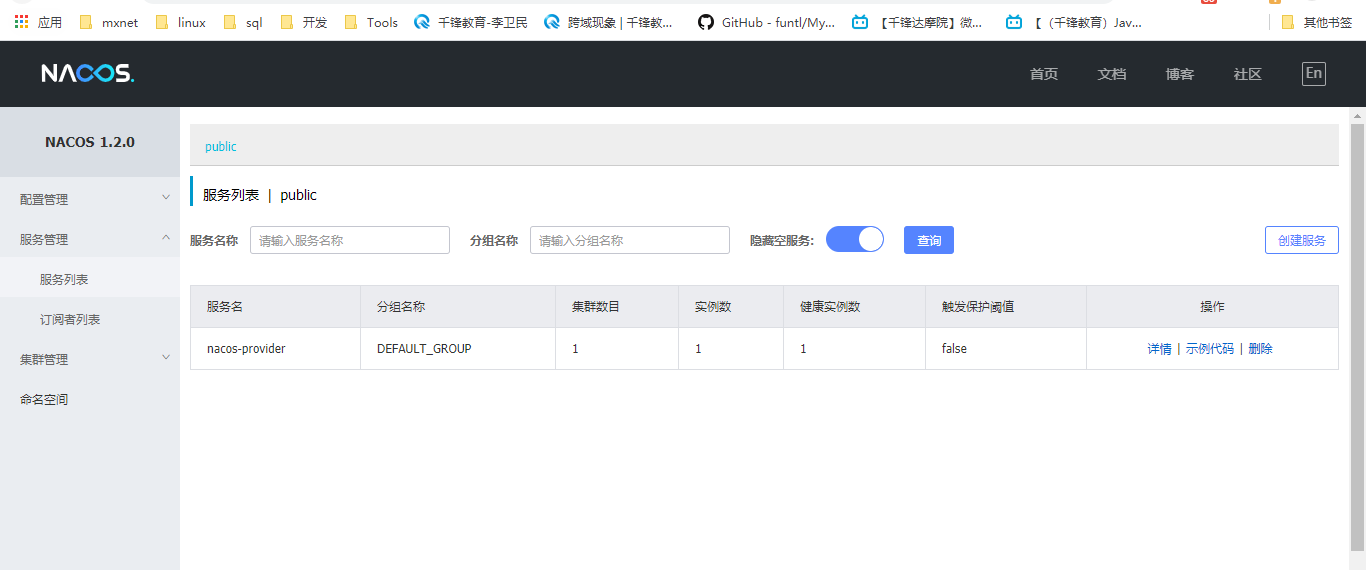 应用 mxnet linux sql 开发 Tools 千锋教育-李卫民 跨域现象 | 千锋教... GitHub - funtl/My... 【千锋达摩院】微... 【（千锋教育）Jav... 其他书签
NACOS. 首页 文档 博客 社区 En
NACOS 1.2.0
配置管理
服务管理
服务列表
订阅者列表
集群管理
命名空间
public
服务列表 | public
服务名称 请输入服务名称 分组名称 请输入分组名称 隐藏空服务: 查询 创建服务
服务名 分组名称 集群数目 实例数 健康实例数 触发保护阈值 操作
nacos-provider DEFAULT_GROUP 1 1 1 false 详情 | 示例代码 | 删除